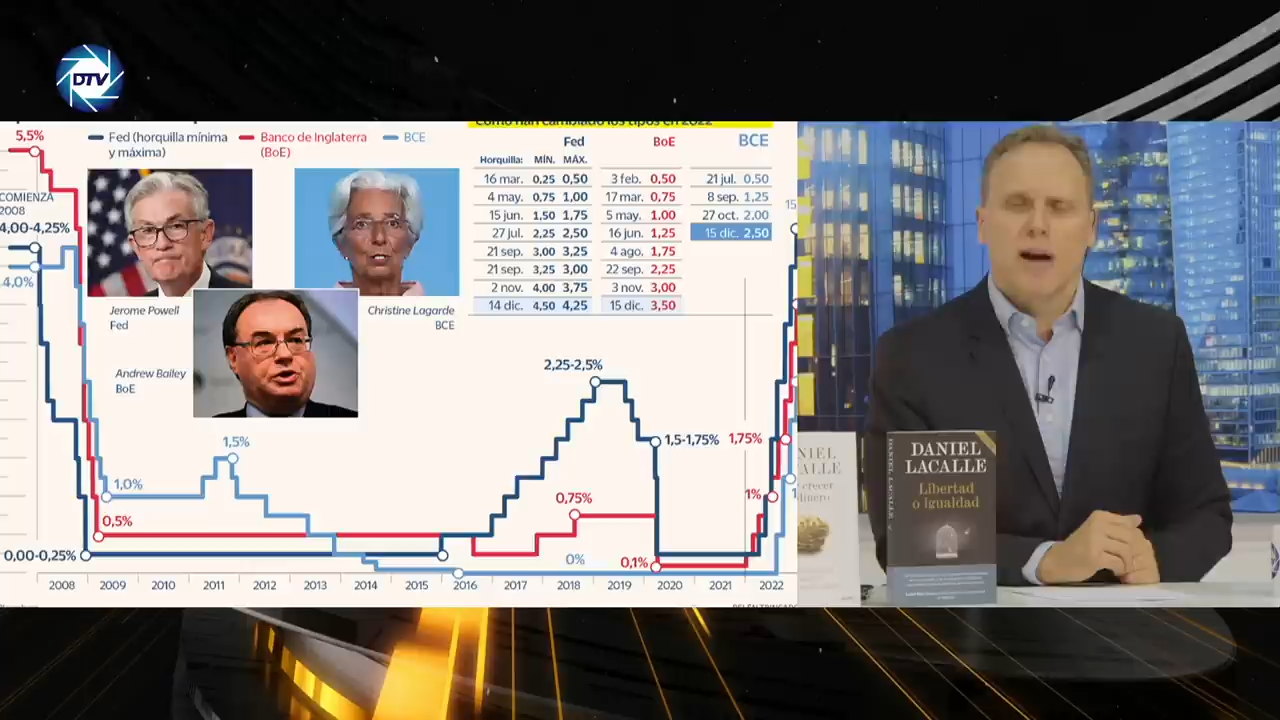 DTV
5,5%
Fed (horquilla mínima
y máxima)
Banco de Inglaterra
(BoE)
BCE
Cómo han cambiado los tipos en 2022
Fed
BoE
BCE
Horquilla: MÍN. MÁX.
16 mar. 0,25 0,50
3 feb. 0,50
21 jul. 0,50
4 may. 0,75 1,00
17 mar. 0,75
8 sep. 1,25
15 jun. 1,50 1,75
5 may. 1,00
27 oct. 2.00
27 jul. 2,25 2,50
16 jun. 1,25
15 dic. 2,50
21 sep. 3,00 3,25
4 ago. 1,75
21 sep. 3,25 3,00
22 sep. 2,25
2 nov. 4,00 3,75
3 nov. 3,00
14 dic. 4,50 4,25
15 dic. 3,50
COMIENZA
2008
4,00-4,25%
4,0%
Jerome Powell
Fed
Christine Lagarde
BCE
Andrew Bailey
BoE
15
2,25-2,5%
1,5%
1,5-1,75%
1,75%
1,0%
0,75%
1%
1
0,5%
0,00-0,25%
0%
0,1%
2008 2009 2010 2011 2012 2013 2014 2015 2016 2017 2018 2019 2020 2021 2022
DANIEL
LACALLE
Libertad
o igualdad
DANIEL LACALLE
NIEL
CALLE
crecer
dinero